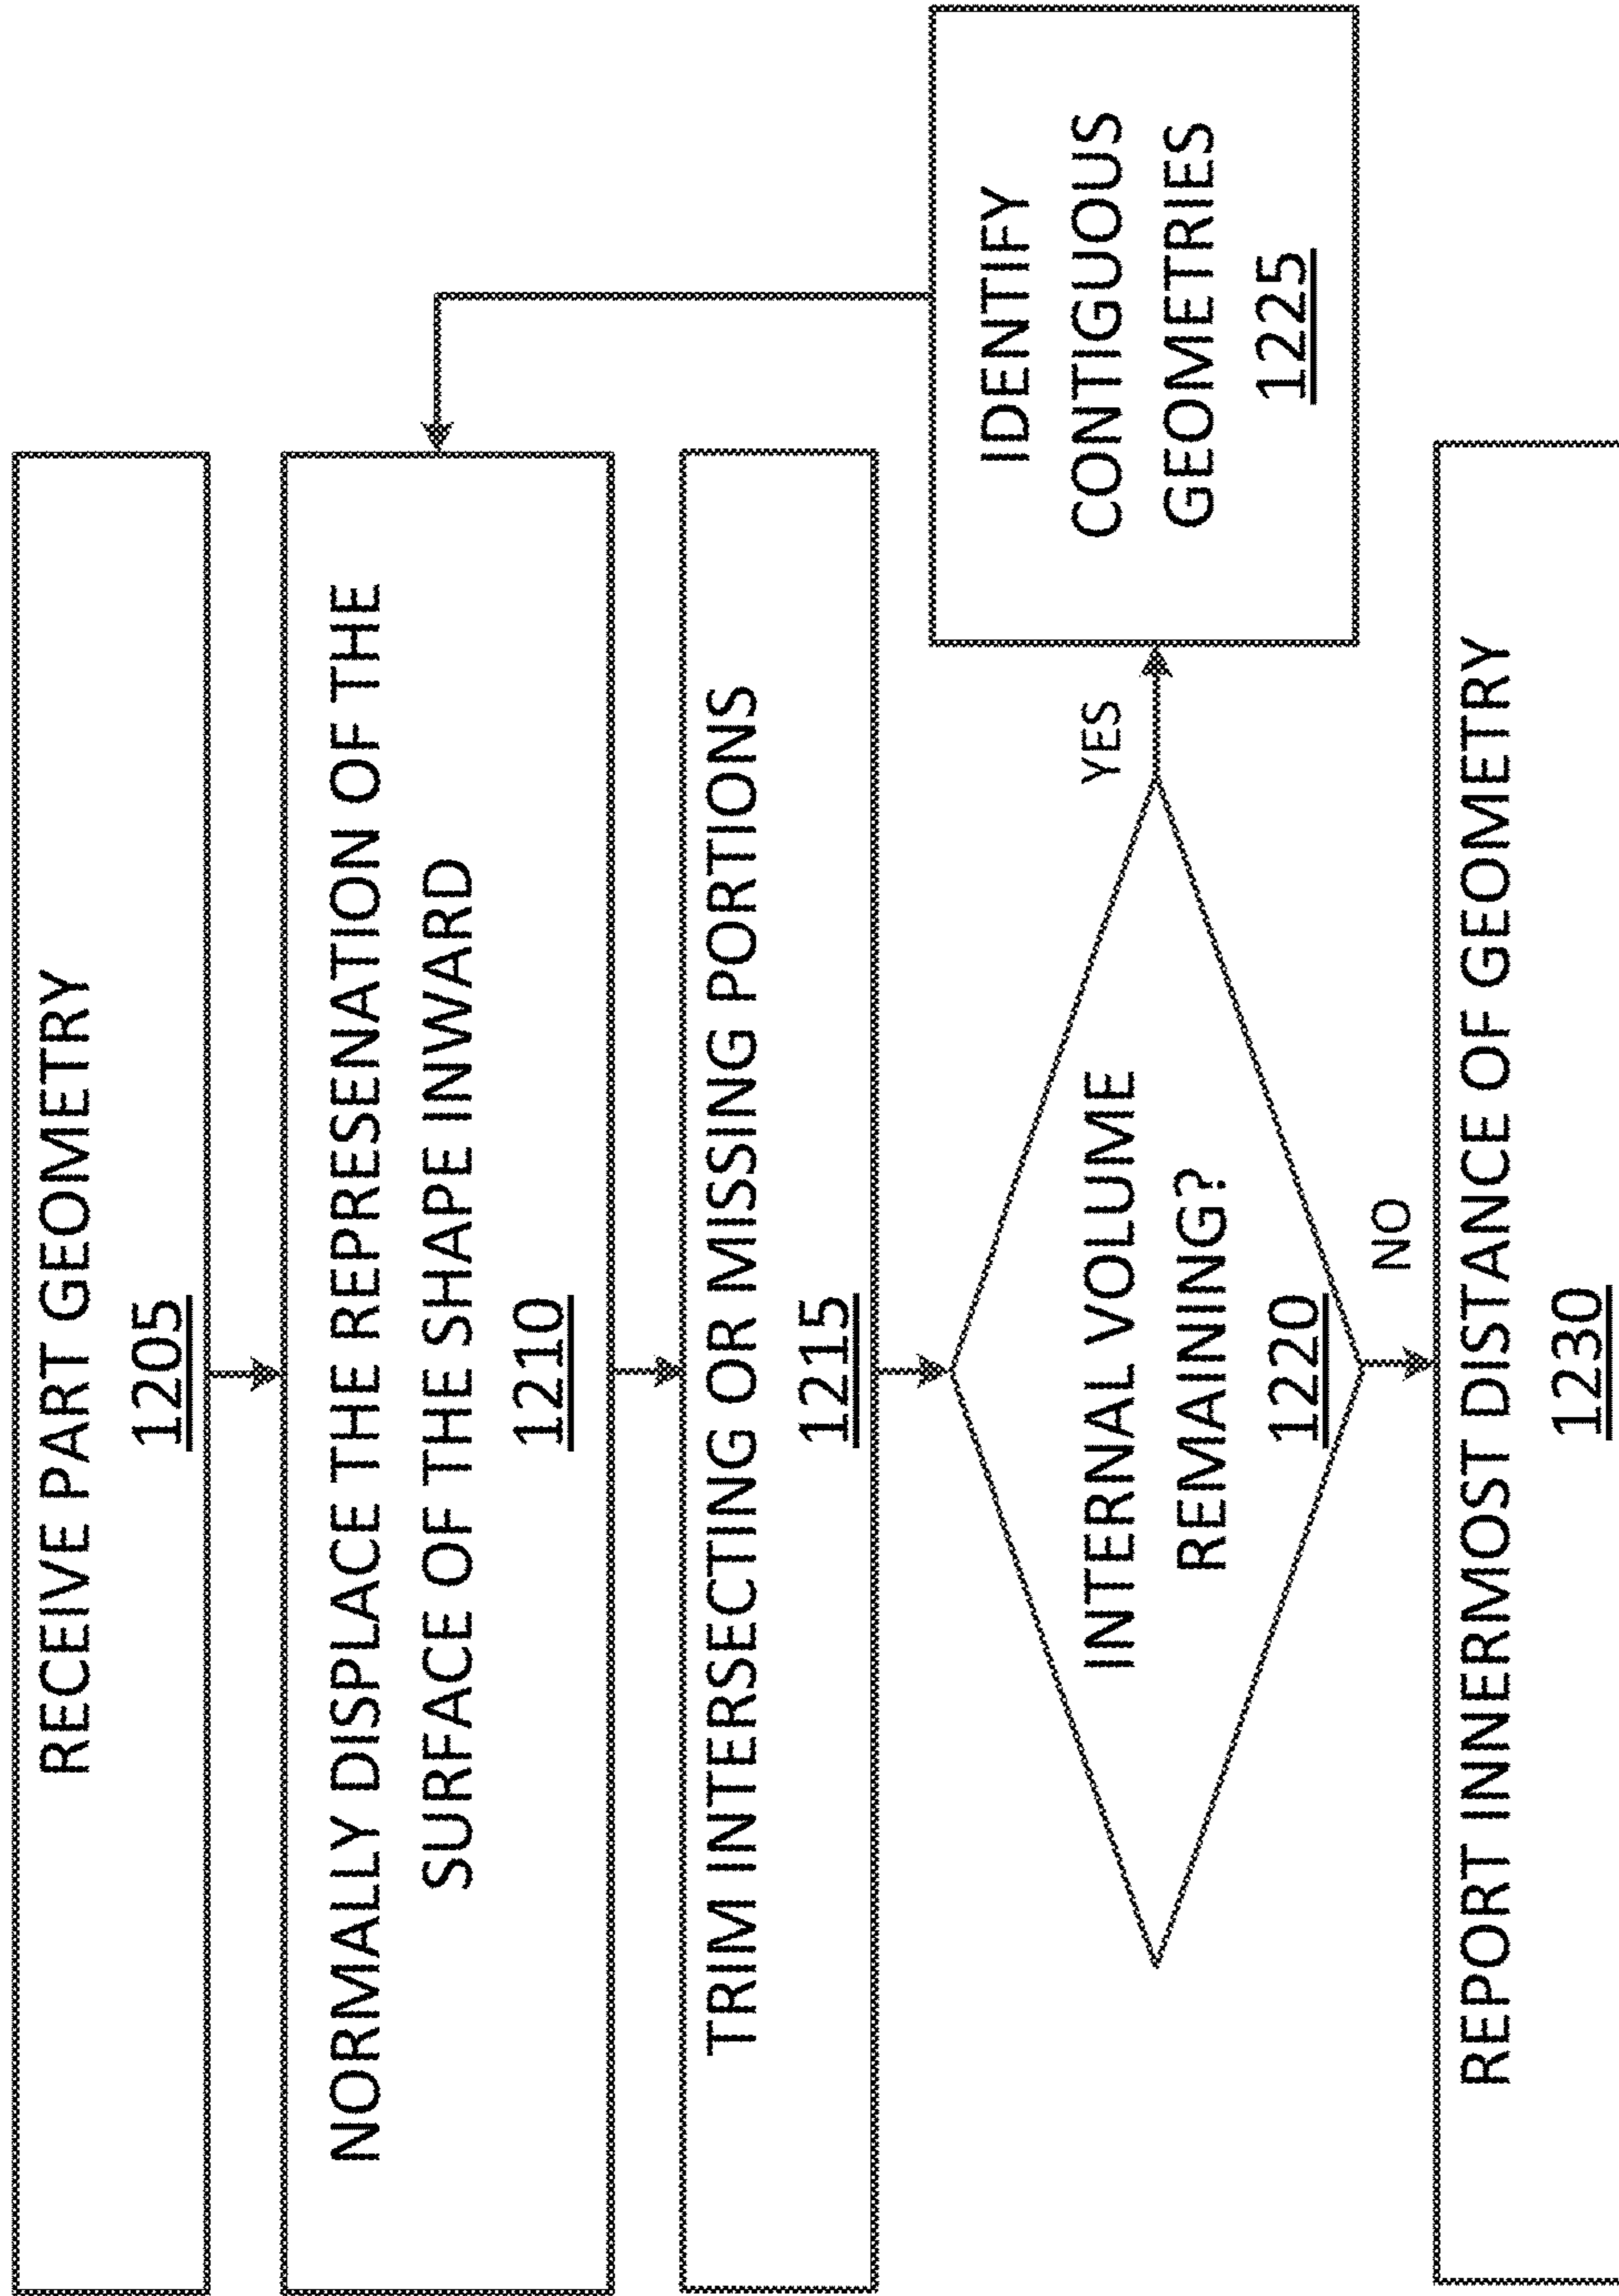 RECEIVE PART GEOMETRY
1205
NORMALLY DISPLACE THE REPRESENATION OF THE
SURFACE OF THE SHAPE INWARD
1210
TRIM INTERSECTING OR MISSING PORTIONS
1215
INTERNAL VOLUME
REMAINING?
1220
YES
IDENTIFY
CONTIGUOUS
GEOMETRIES
1225
NO
REPORT INNERMOST DISTANCE OF GEOMETRY
1230